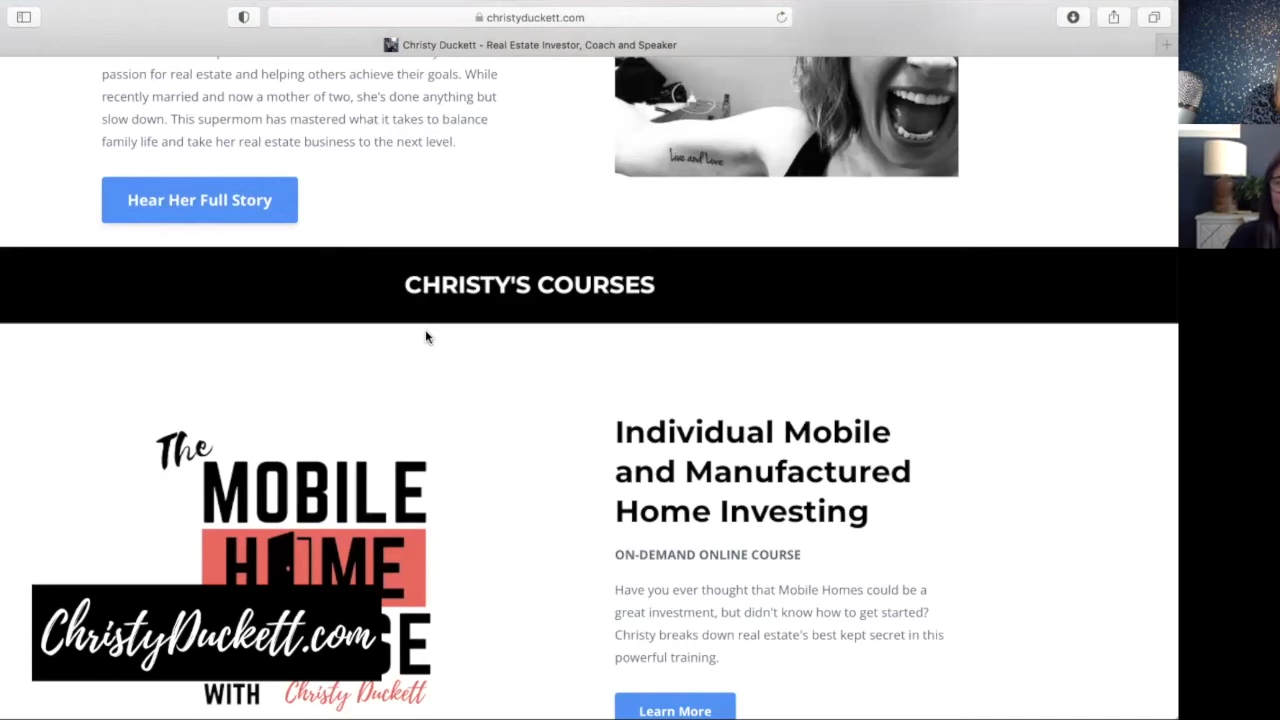 christyduckett.com
Christy Duckett - Real Estate Investor, Coach and Speaker
passion for real estate and helping others achieve their goals. While
recently married and now a mother of two, she's done anything but
slow down. This supermom has mastered what it takes to balance
family life and take her real estate business to the next level.
live and love
Hear Her Full Story
CHRISTY'S COURSES
The
MOBILE
HOME
WITH Christy Duckett
ChristyDuckett.com
Individual Mobile
and Manufactured
Home Investing
ON-DEMAND ONLINE COURSE
Have you ever thought that Mobile Homes could be a
great investment, but didn't know how to get started?
Christy breaks down real estate's best kept secret in this
powerful training.
Learn More